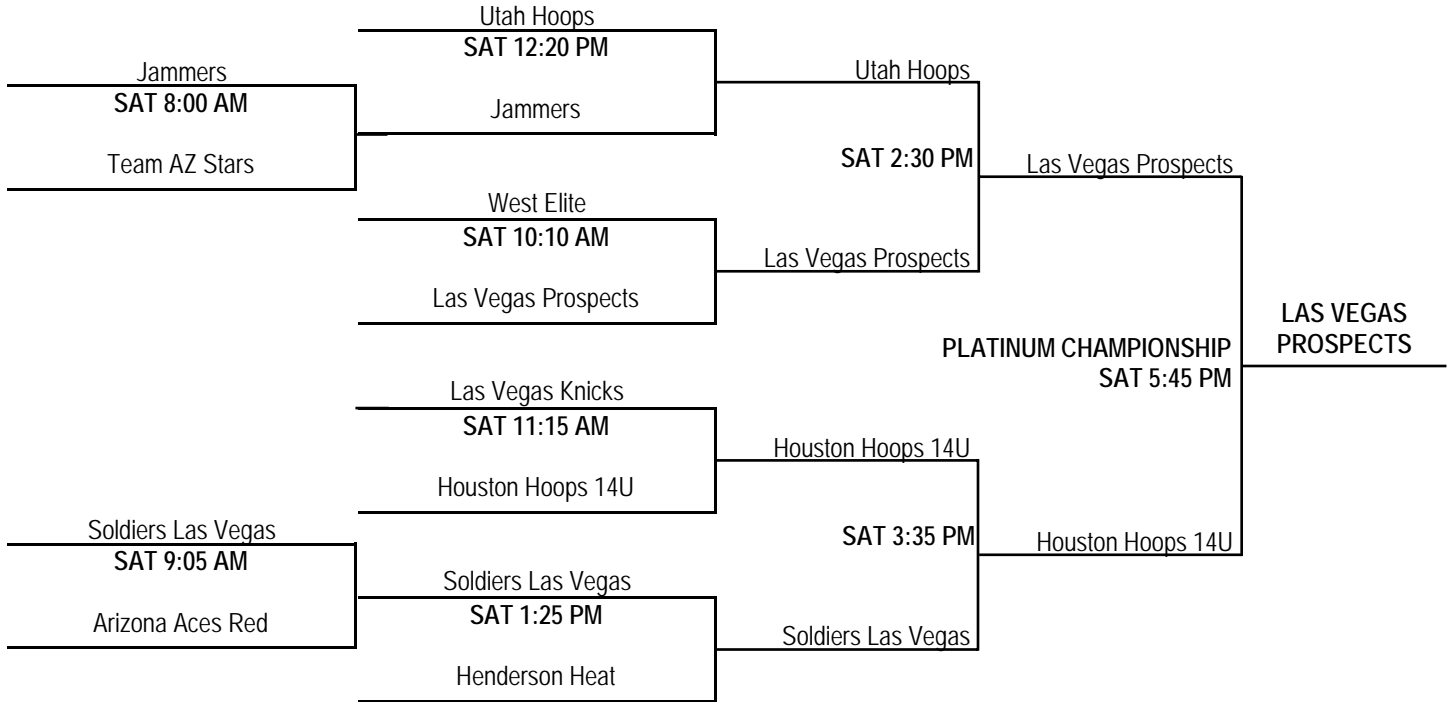 Utah Hoops
SAT 12:20 PM
Jammers
Jammers
SAT 8:00 AM
Team AZ Stars
Utah Hoops
SAT 2:30 PM
Las Vegas Prospects
West Elite
SAT 10:10 AM
Las Vegas Prospects
Las Vegas Prospects
PLATINUM CHAMPIONSHIP
SAT 5:45 PM
LAS VEGAS
PROSPECTS
Las Vegas Knicks
SAT 11:15 AM
Houston Hoops 14U
Houston Hoops 14U
SAT 3:35 PM
Houston Hoops 14U
Soldiers Las Vegas
SAT 9:05 AM
Arizona Aces Red
Soldiers Las Vegas
SAT 1:25 PM
Henderson Heat
Soldiers Las Vegas